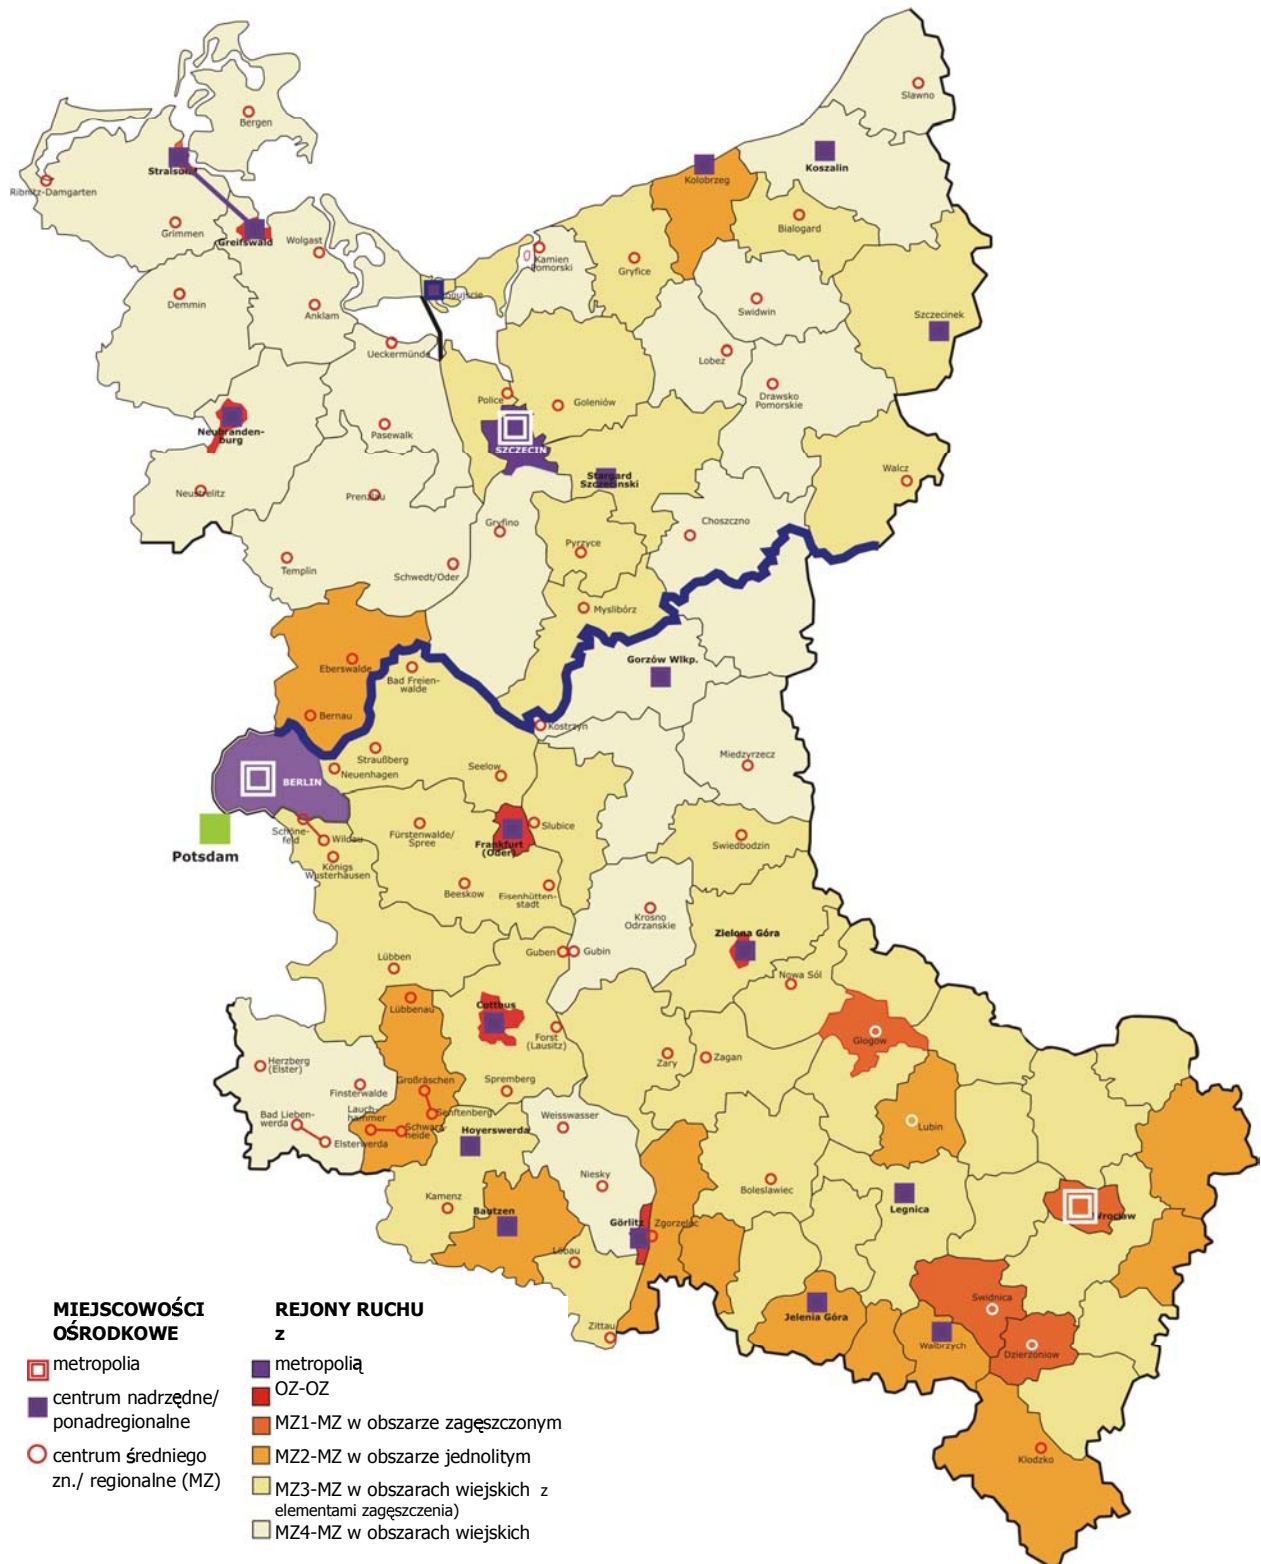 Slawno
Bergen
Stralsund
Koszalin
Kolobrzeg
Ribnitz-Damgarten
Bialogard
Grimmen
Greifswald
Wolgast
Kamien
Pomorski
Gryfice
Demmin
Anklam
Swidwin
Szczecinek
Ueckermünde
Lobez
Drawsko
Pomorskie
Police
Goleniów
Neubranden-
burg
Pasewalk
SZCZECIN
Stargard
Szczecinski
Walcz
Neustrelitz
Prenzlau
Gryfino
Choszczno
Pyrzyce
Templin
Schwedt/Oder
Mysliborz
Eberswalde
Bad Freien-
walde
Gorzów Wlkp.
Bernau
Kostrzyn
Straußberg
Miedzyrzecz
Neuenhagen
Seelow
BERLIN
Schöne-
feld
Wildau
Fürstenwalde/
Spree
Frankfurt
(Oder)
Slubice
Swiedbodzin
Potsdam
Königs
Wusterhausen
Beeskow
Eisenhütten-
stadt
Krosno
Odrzanskie
Zielona Góra
Guben
Gubin
Lübben
Nowa Sól
Lübbenau
Cottbus
Forst
(Lausitz)
Glogow
Zary
Zagan
Herzberg
(Elster)
Finsterwalde
Großräschen
Spremberg
Bad Lieben-
werda
Lauch-
hammer
Senftenberg
Schwarz-
heide
Elsterwerda
Weisswasser
Hoyerswerda
Lubin
Niesky
Boleslawiec
Kamenz
Legnica
Bautzen
Görlitz
Zgorzelec
Wroclaw
Löbau
Swidnica
Jelenia Góra
Zittau
Walbrzych
Dzierzoniow
Klodzko
MIEJSCOWOŚCI
OŚRODKOWE
metropolia
centrum nadrzędne/
ponadregionalne
centrum średniego
zn./ regionalne (MZ)
REJONY RUCHU
z
metropolią
OZ-OZ
MZ1-MZ w obszarze zagęszczonym
MZ2-MZ w obszarze jednolitym
MZ3-MZ w obszarach wiejskich z
elementami zagęszczenia)
MZ4-MZ w obszarach wiejskich